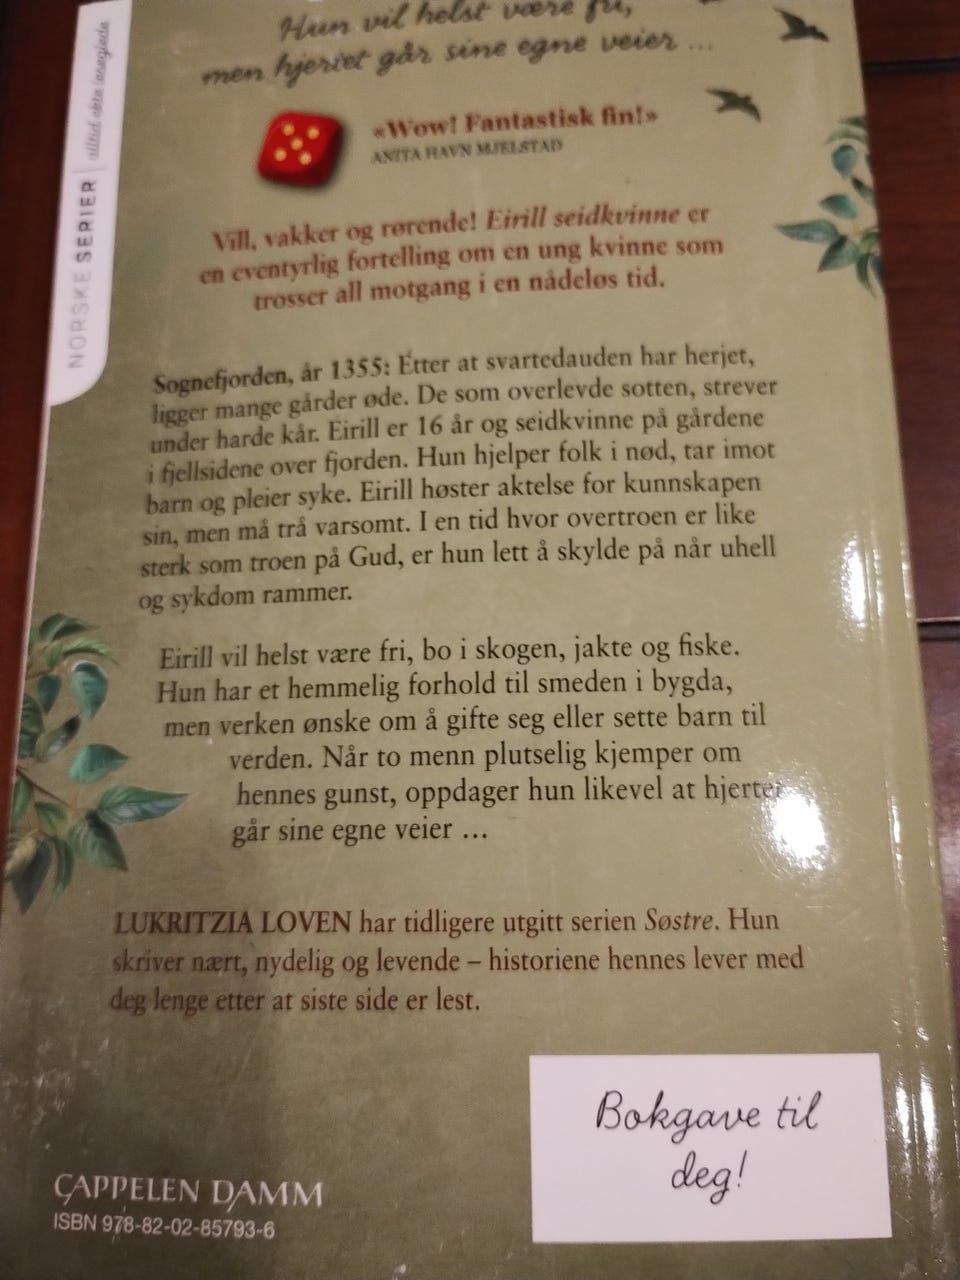 Hun vil helst være fri,
men hjertet går sine egne veier ...
NORSKE SERIER
alltid ekte leseglede
«Wow! Fantastisk fin!»
ANITA HAVN MJELSTAD
Vill, vakker og rørende! Eirill seidkvinne er
en eventyrlig fortelling om en ung kvinne som
trosser all motgang i en nådeløs tid.
Sognefjorden, år 1355: Etter at svartedauden har herjet,
ligger mange gårder øde. De som overlevde sotten, strever
under harde kår. Eirill er 16 år og seidkvinne på gårdene
i fjellsidene over fjorden. Hun hjelper folk i nød, tar imot
barn og pleier syke. Eirill høster aktelse for kunnskapen
sin, men må trå varsomt. I en tid hvor overtroen er like
sterk som troen på Gud, er hun lett å skylde på når uhell
og sykdom rammer.
Eirill vil helst være fri, bo i skogen, jakte og fiske.
Hun har et hemmelig forhold til smeden i bygda,
men verken ønske om å gifte seg eller sette barn til
verden. Når to menn plutselig kjemper om
hennes gunst, oppdager hun likevel at hjertet
går sine egne veier ...
LUKRITZIA LOVEN har tidligere utgitt serien Søstre. Hun
skriver nært, nydelig og levende – historiene hennes lever med
deg lenge etter at siste side er lest.
Bokgave til
deg!
CAPPELEN DAMM
ISBN 978-82-02-85793-6